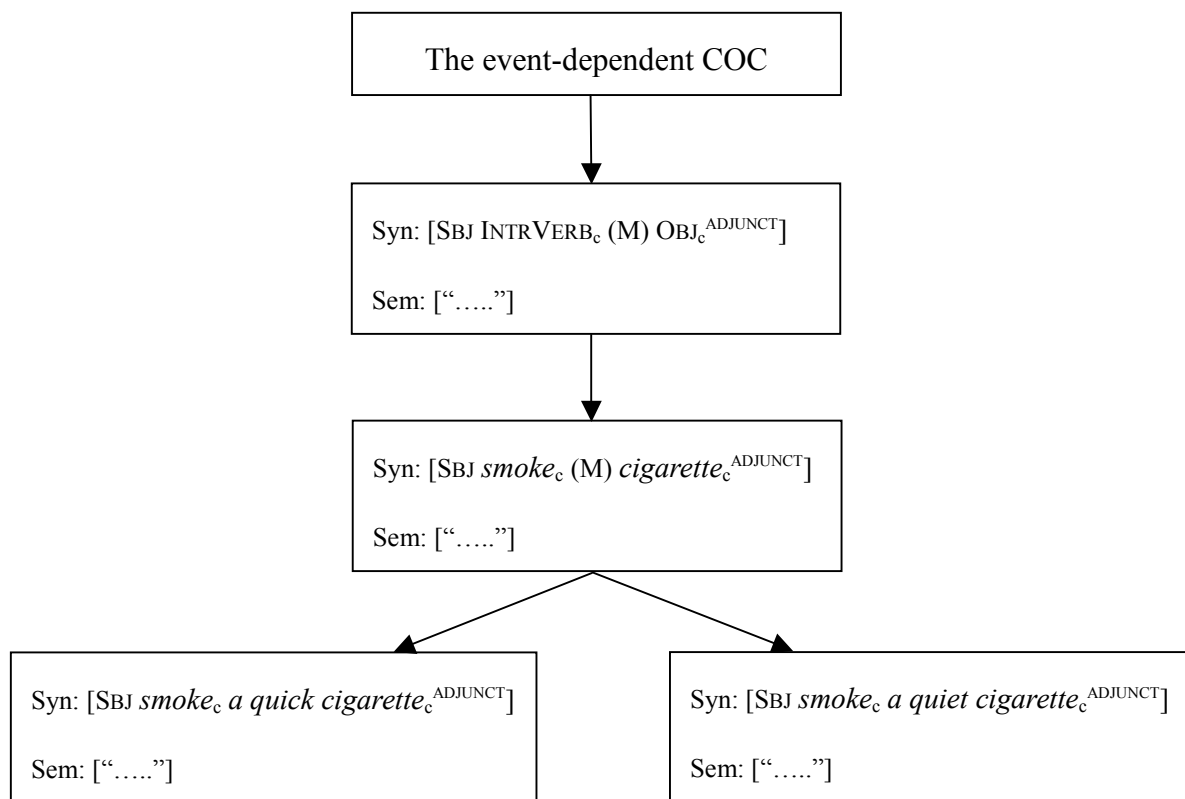 The event-dependent COC
Syn: [SBJ INTRVERBc (M) OBJcADJUNCT]
Sem: [“…..”]
Syn: [SBJ smokec (M) cigarettecADJUNCT]
Sem: [“…..”]
Syn: [SBJ smokec a quick cigarettecADJUNCT]
Sem: [“…..”]
Syn: [SBJ smokec a quiet cigarettecADJUNCT]
Sem: [“…..”]